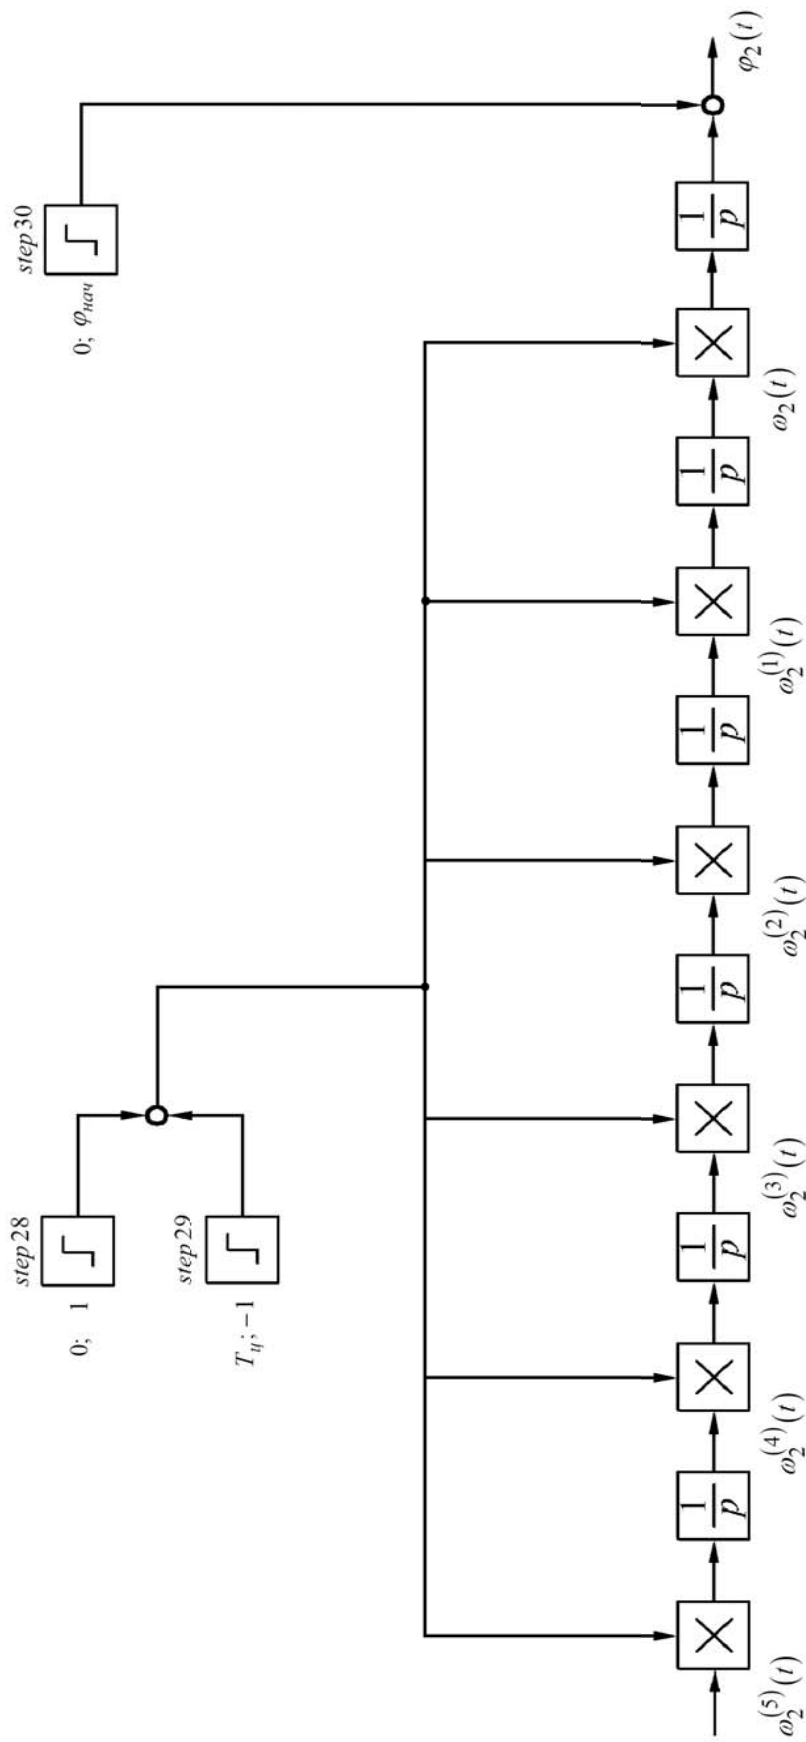 step 28
0; 1
step 29
Tц; −1
step 30
0; φнач
1/p
1/p
1/p
1/p
1/p
1/p
ω₂⁽⁵⁾(t)
ω₂⁽⁴⁾(t)
ω₂⁽³⁾(t)
ω₂⁽²⁾(t)
ω₂⁽¹⁾(t)
ω₂(t)
φ₂(t)